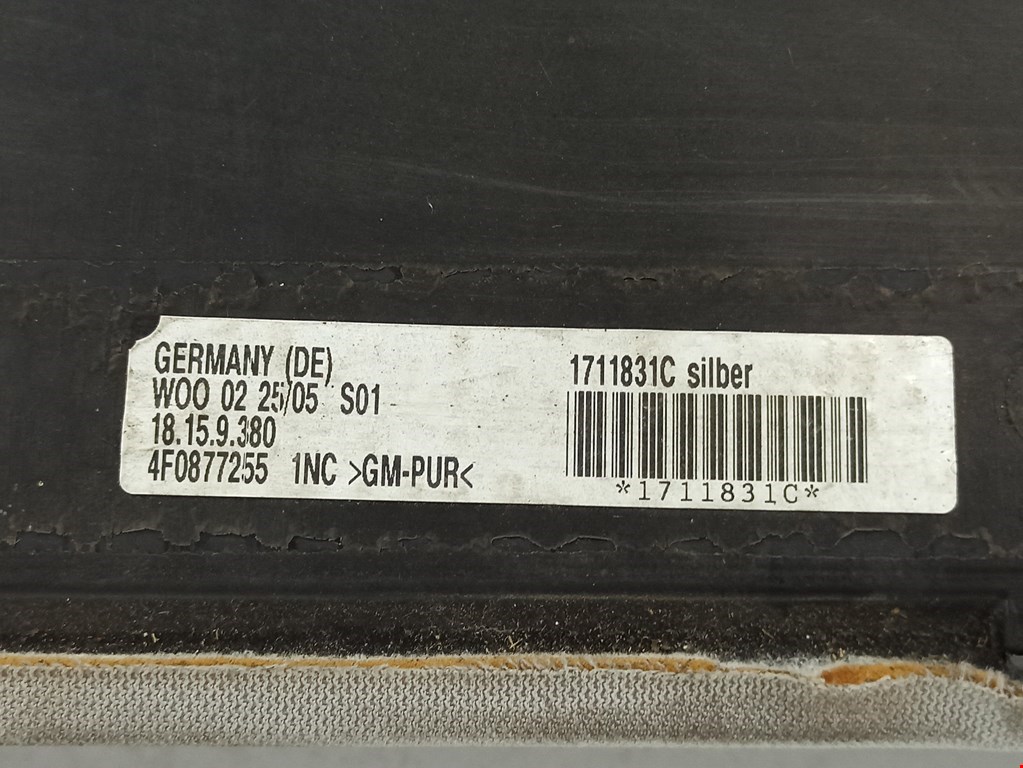 GERMANY (DE)
WOO 02 25/05 S01
18.15.9.380
4F0877255 1NC >GM-PUR<
1711831C silber
*1711831C*